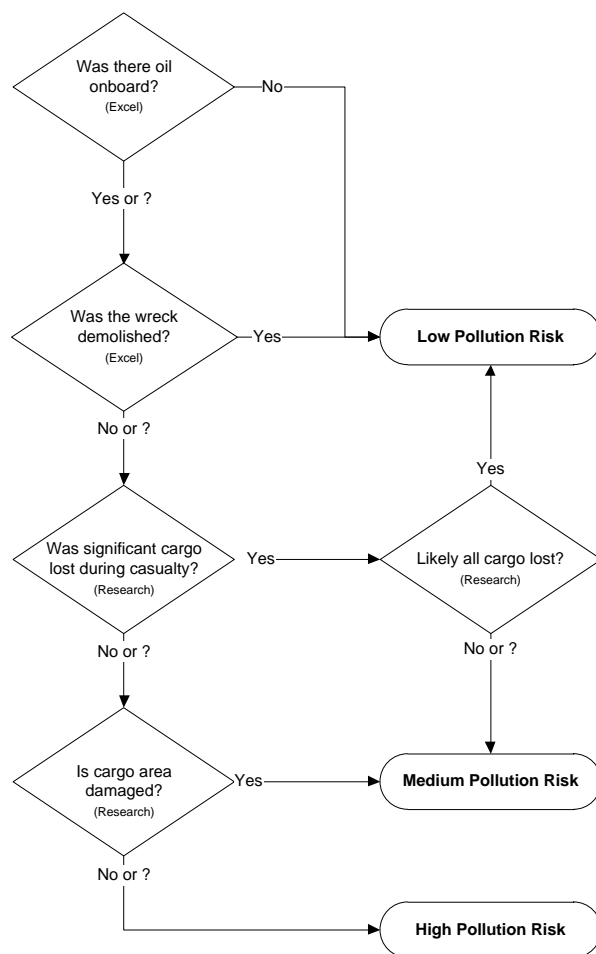 Was there oil
onboard?
(Excel)
No
Yes or ?
Was the wreck
demolished?
(Excel)
Yes
Low Pollution Risk
No or ?
Yes
Was significant cargo
lost during casualty?
(Research)
Yes
Likely all cargo lost?
(Research)
No or ?
No or ?
Is cargo area
damaged?
(Research)
Yes
Medium Pollution Risk
No or ?
High Pollution Risk